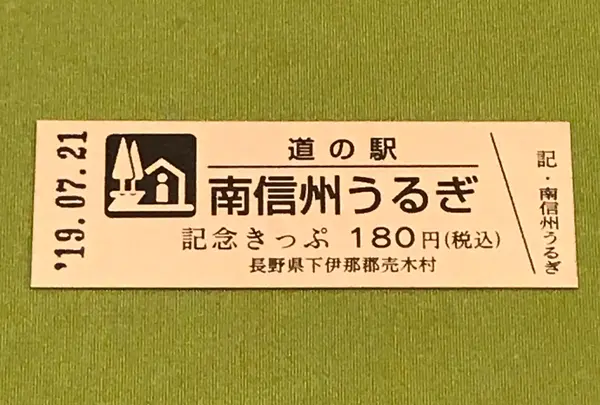 '19.07.21
道の駅
南信州うるぎ
記念きっぷ 180円(税込)
長野県下伊那郡売木村
記・南信州うるぎ